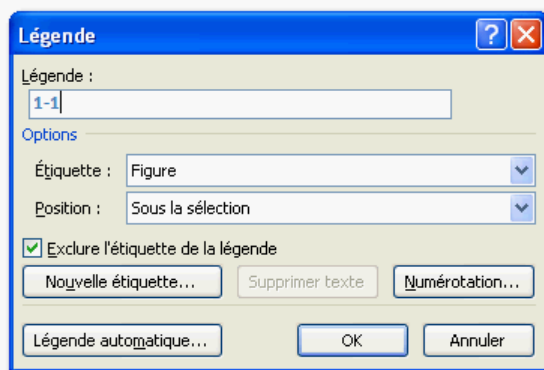 Légende
Légende :
1-1
Options
Étiquette : Figure
Position : Sous la sélection
Exclure l'étiquette de la légende
Nouvelle étiquette... Supprimer texte Numérotation...
Légende automatique... OK Annuler